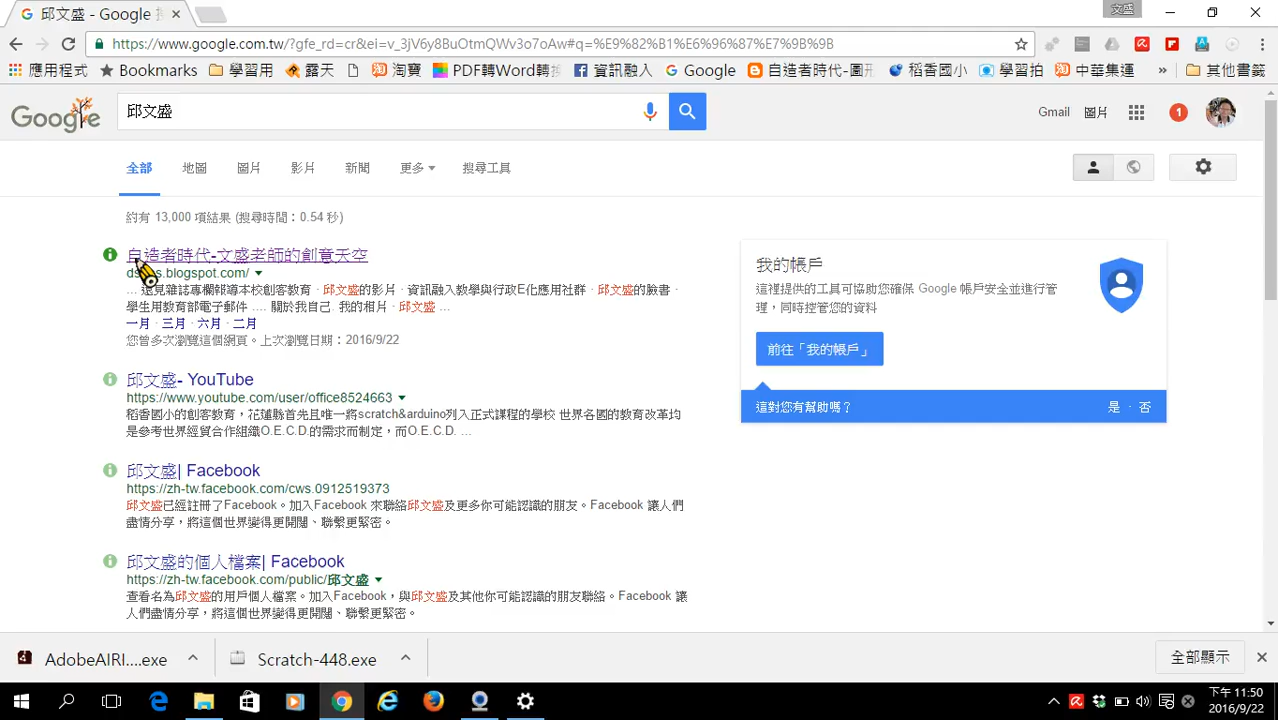 邱文盛 - Google 搜
文盛
https://www.google.com.tw/?gfe_rd=cr&ei=v_3jV6y8BuOtmQWv3o7oAw#q=%E9%82%B1%E6%96%87%E7%9B%9B
應用程式 Bookmarks 學習用 露天 淘寶 PDF轉Word轉換 資訊融入 Google 自造者時代-圖形 稻香國小 學習拍 中華集運 » 其他書籤
Google 邱文盛 Gmail 圖片 1
全部 地圖 圖片 影片 新聞 更多 搜尋工具
約有 13,000 項結果 (搜尋時間：0.54 秒)
自造者時代-文盛老師的創意天空
s.blogspot.com/
... 遠見雜誌專欄報導本校創客教育 · 邱文盛的影片 · 資訊融入教學與行政E化應用社群 · 邱文盛的臉書 ·
學生用教育部電子郵件 ... 關於我自己. 我的相片 · 邱文盛 ...
一月 · 三月 · 六月 · 二月
您曾多次瀏覽這個網頁。上次瀏覽日期：2016/9/22
邱文盛- YouTube
https://www.youtube.com/user/office8524663
稻香國小的創客教育，花蓮縣首先且唯一將scratch&arduino列入正式課程的學校 世界各國的教育改革均
是參考世界經貿合作組織O.E.C.D.的需求而制定，而O.E.C.D. ...
邱文盛| Facebook
https://zh-tw.facebook.com/cws.0912519373
邱文盛已經註冊了Facebook。加入Facebook 來聯絡邱文盛及更多你可能認識的朋友。Facebook 讓人們
盡情分享，將這個世界變得更開闊、聯繫更緊密。
邱文盛的個人檔案| Facebook
https://zh-tw.facebook.com/public/邱文盛
查看名為邱文盛的用戶個人檔案。加入Facebook，與邱文盛及其他你可能認識的朋友聯絡。Facebook 讓
人們盡情分享，將這個世界變得更開闊、聯繫更緊密。
我的帳戶
這裡提供的工具可協助您確保 Google 帳戶安全並進行管
理，同時控管您的資料
前往「我的帳戶」
這對您有幫助嗎？ 是 · 否
AdobeAIRI....exe Scratch-448.exe 全部顯示
下午 11:50
2016/9/22